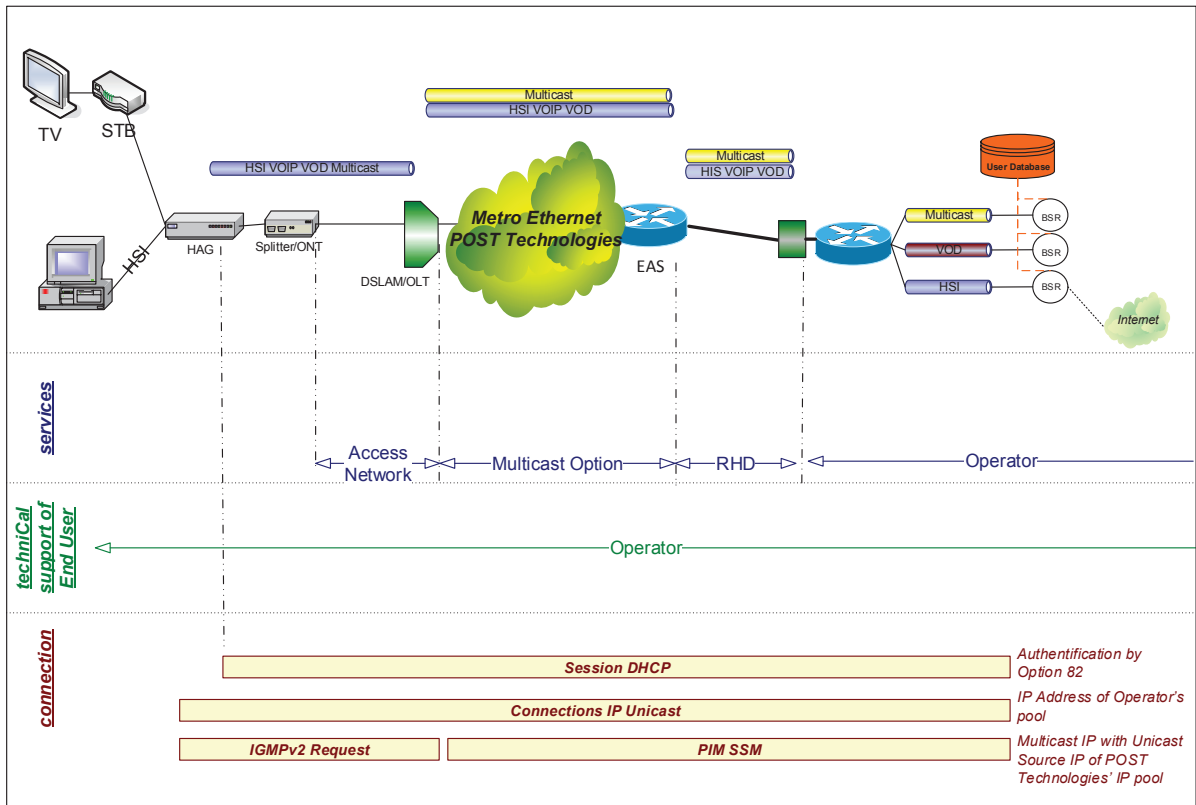 Multicast
HSI VOIP VOD
TV
STB
HSI VOIP VOD Multicast
Multicast
HIS VOIP VOD
User Database
Metro Ethernet
POST Technologies
Multicast
BSR
VOD
BSR
HSI
BSR
HSI
HAG
Splitter/ONT
DSLAM/OLT
EAS
Internet
services
Access
Network
Multicast Option
RHD
Operator
techniCal
support of
End User
Operator
connection
Session DHCP
Authentification by
Option 82
Connections IP Unicast
IP Address of Operator's
pool
IGMPv2 Request
PIM SSM
Multicast IP with Unicast
Source IP of POST
Technologies' IP pool